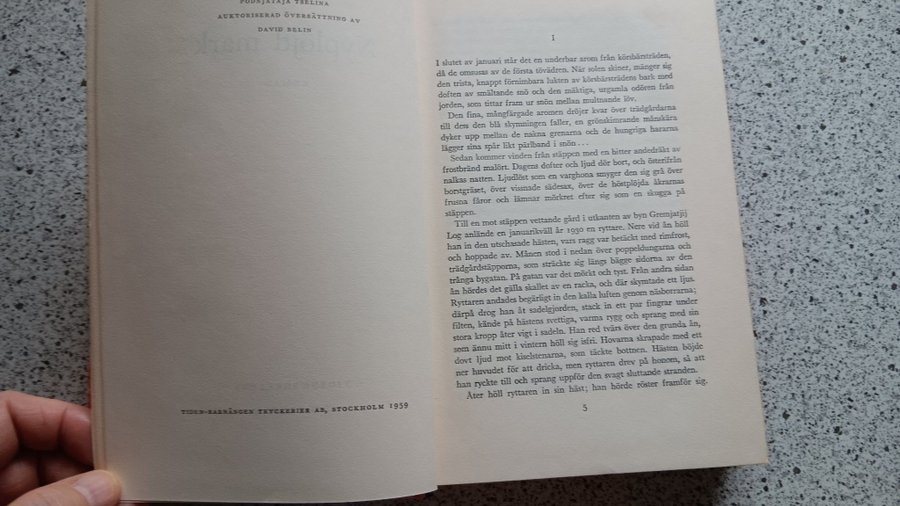 PODNJATAJA TSELINA
AUKTORISERAD ÖVERSÄTTNING AV
DAVID BELIN
TIDEN-BARNÄNGEN TRYCKERIER AB, STOCKHOLM 1959
I
I slutet av januari står det en underbar arom från körsbärsträden,
då de omsusas av de första tövädren. När solen skiner, mänger sig
den trista, knappt förnimbara lukten av körsbärsträdens bark med
doften av smältande snö och den mäktiga, urgamla odören från
jorden, som tittar fram ur snön mellan multnande löv.
Den fina, mångfärgade aromen dröjer kvar över trädgårdarna
till dess den blå skymningen faller, en grönskimrande månskära
dyker upp mellan de nakna grenarna och de hungriga hararna
lägger sina spår likt pärlband i snön...
Sedan kommer vinden från stäppen med en bitter andedräkt av
frostbränd malört. Dagens dofter och ljud dör bort, och österifrån
nalkas natten. Ljudlöst som en varghona smyger den sig grå över
borstgräset, över vissnade sädesax, över de höstplöjda åkrarnas
frusna fåror och lämnar mörkret efter sig som en skugga på
stäppen.
Till en mot stäppen vettande gård i utkanten av byn Gremjatjij
Log anlände en januarikväll år 1930 en ryttare. Nere vid ån höll
han in den utschasade hästen, vars ragg var betäckt med rimfrost,
och hoppade av. Månen stod i nedan över poppeldungarna och
trädgårdstäpporna, som sträckte sig längs bägge sidorna av den
trånga bygatan. På gatan var det mörkt och tyst. Från andra sidan
ån hördes det gälla skallet av en racka, och där skymtade ett ljus.
Ryttaren andades begärligt in den kalla luften genom näsborrarna;
därpå drog han åt sadelgjorden, stack in ett par fingrar under
filten, kände på hästens svettiga, varma rygg och sprang med sin
stora kropp åter vigt i sadeln. Han red tvärs över den grunda ån,
som ännu mitt i vintern höll sig isfri. Hovarna skrapade med ett
dovt ljud mot kiselstenarna, som täckte bottnen. Hästen böjde
ner huvudet för att dricka, men ryttaren drev på honom, så att
han ryckte till och sprang uppför den svagt sluttande stranden.
Åter höll ryttaren in sin häst; han hörde röster framför sig.
5